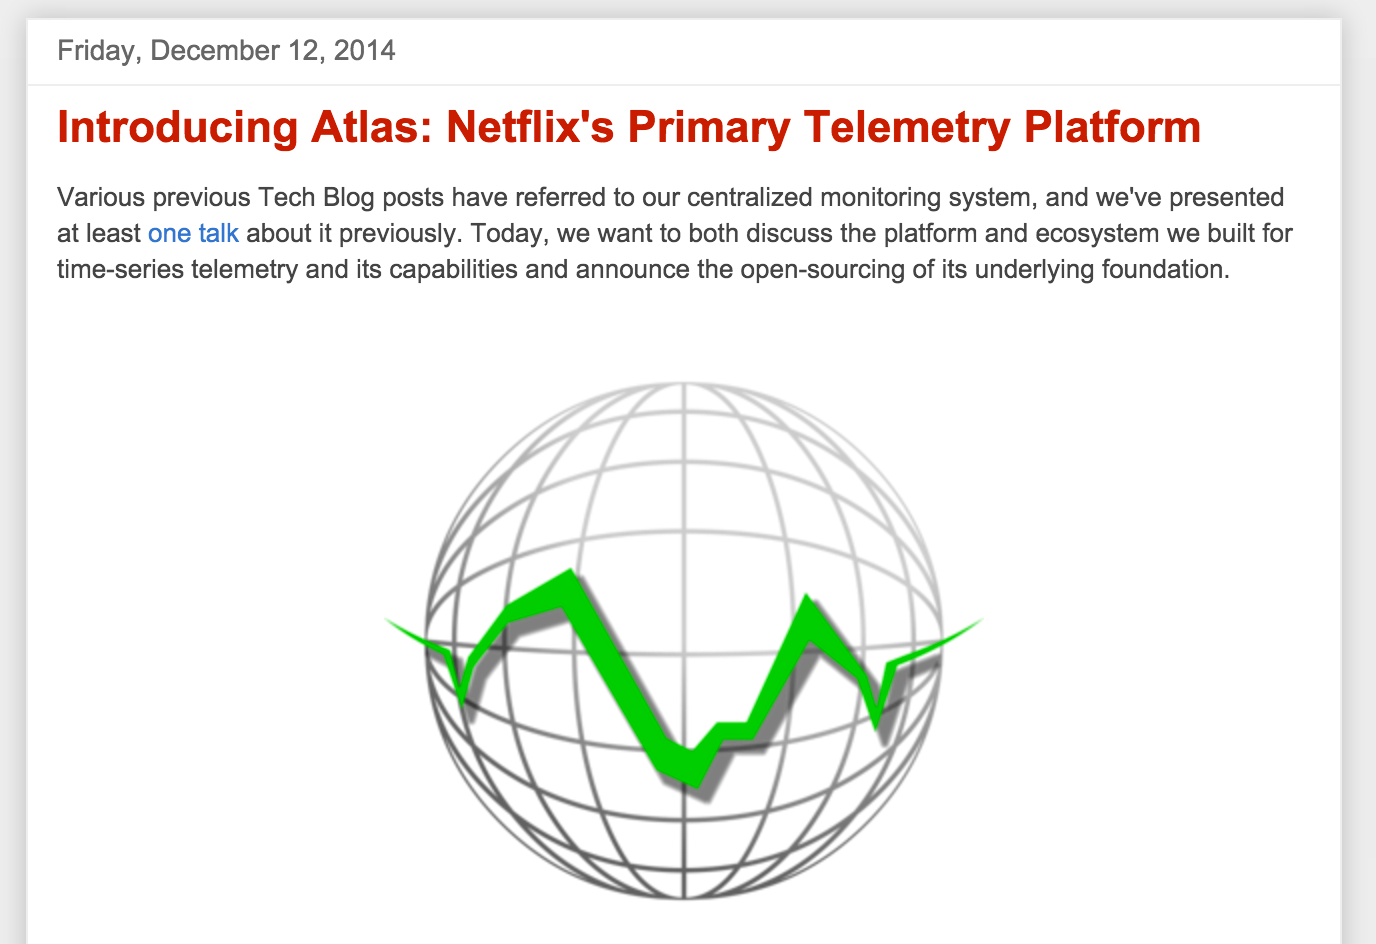 Friday, December 12, 2014
Introducing Atlas: Netflix's Primary Telemetry Platform
Various previous Tech Blog posts have referred to our centralized monitoring system, and we've presented
at least one talk about it previously. Today, we want to both discuss the platform and ecosystem we built for
time-series telemetry and its capabilities and announce the open-sourcing of its underlying foundation.